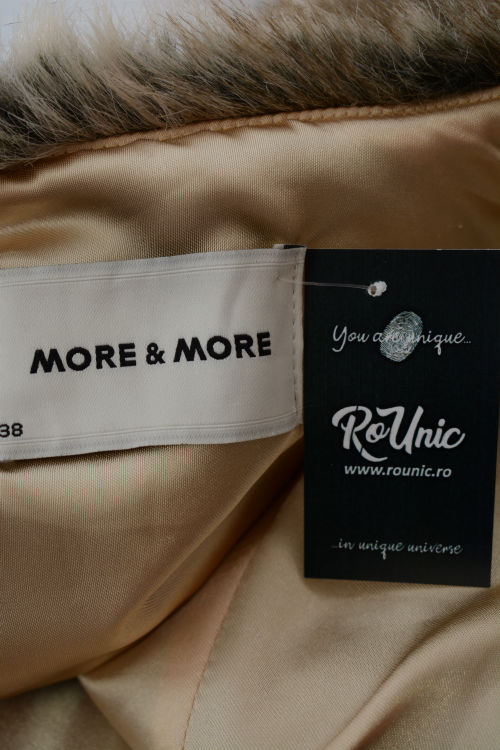 MORE & MORE
38
You are unique...
RoUnic
www.rounic.ro
...in unique universe